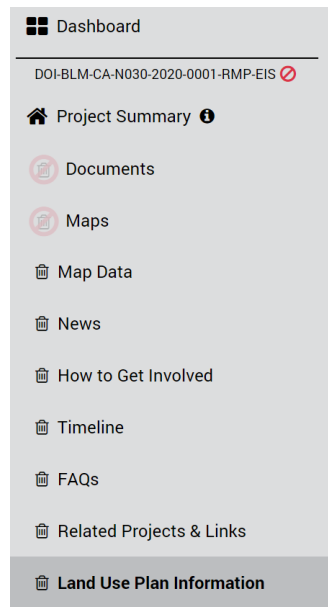 Dashboard
DOI-BLM-CA-N030-2020-0001-RMP-EIS
Project Summary
Documents
Maps
Map Data
News
How to Get Involved
Timeline
FAQs
Related Projects & Links
Land Use Plan Information